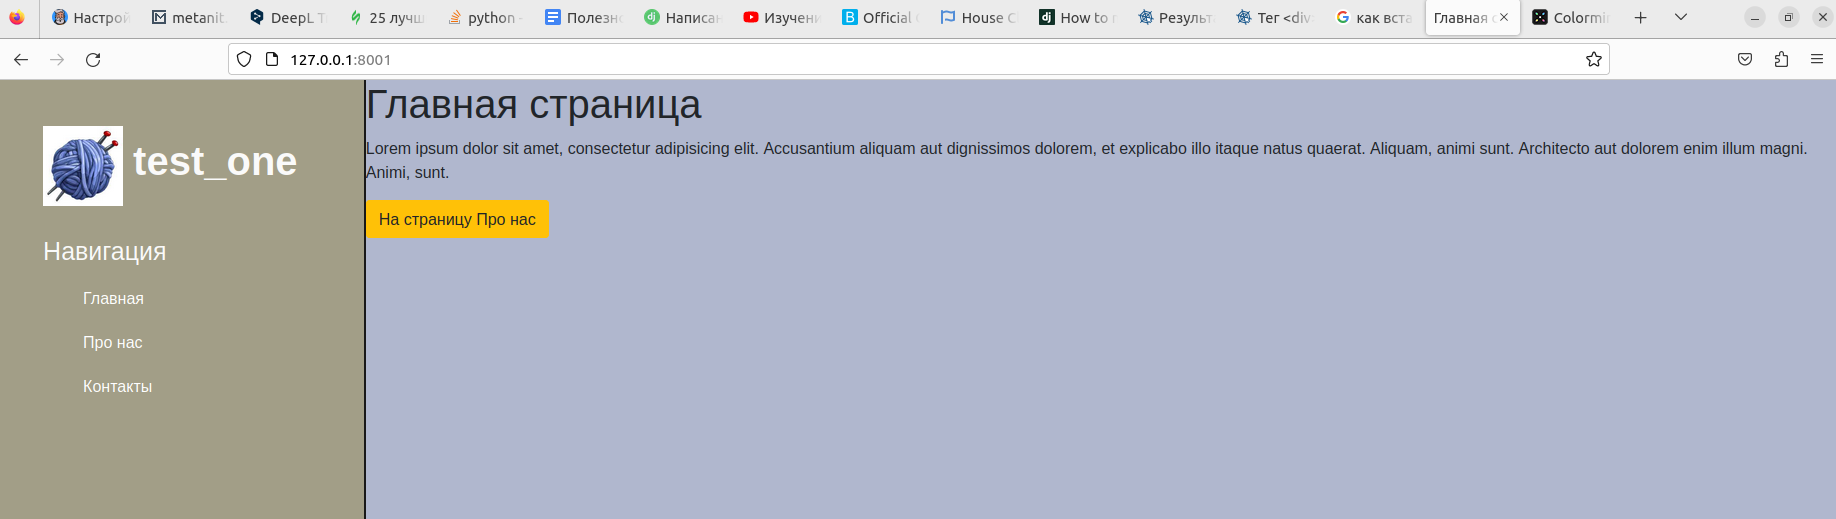 Настрой
metanit.
DeepL T
25 лучш
python -
Полезно
Написан
Изучени
Official
House C
How to
Результ
Тег <div
как вста
Главная с
Colormin
127.0.0.1:8001
test_one
Навигация
Главная
Про нас
Контакты
Главная страница
Lorem ipsum dolor sit amet, consectetur adipisicing elit. Accusantium aliquam aut dignissimos dolorem, et explicabo illo itaque natus quaerat. Aliquam, animi sunt. Architecto aut dolorem enim illum magni.
Animi, sunt.
На страницу Про нас